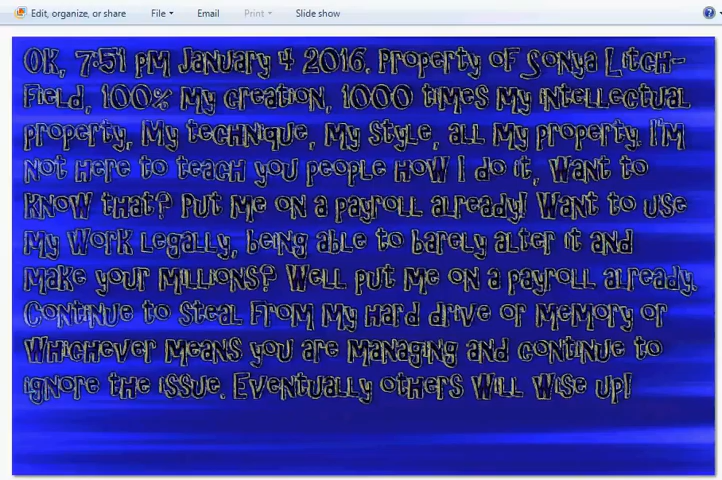 Edit, organize, or share File Email Print Slide show
OK, 7:51 pm January 4 2016. Property of Sonya Litch-
field, 100% my creation, 1000 times my intellectual
property, my technique, my style, all my property. I'm
not here to teach you people how I do it, Want to
know that? Put me on a payroll already! Want to use
my work legally, being able to barely alter it and
make your millions? Well put me on a payroll already.
Continue to steal from my hard drive or memory or
whichever means you are managing and continue to
ignore the issue. Eventually others will wise up!